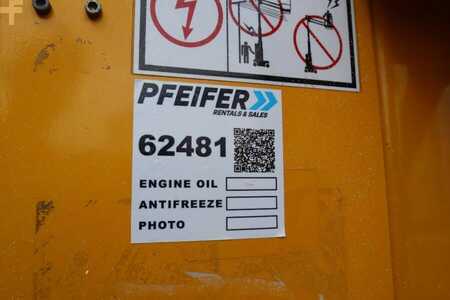 PFEIFER
RENTALS & SALES
62481
ENGINE OIL
ANTIFREEZE
PHOTO